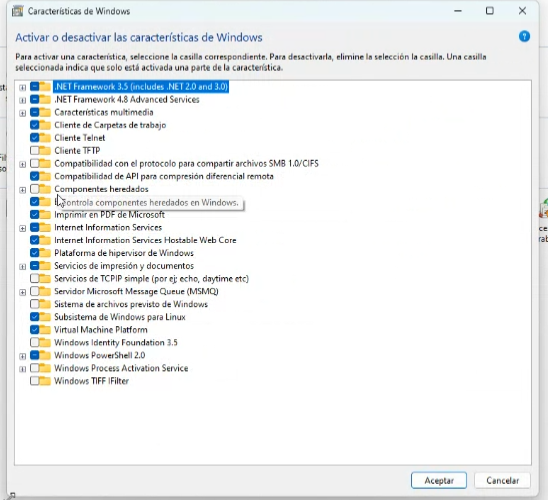 Características de Windows
Activar o desactivar las características de Windows
Para activar una característica, seleccione la casilla correspondiente. Para desactivarla, elimine la selección la casilla. Una casilla
seleccionada indica que solo está activada una parte de la característica.
.NET Framework 3.5 (includes .NET 2.0 and 3.0)
.NET Framework 4.8 Advanced Services
Características multimedia
Cliente de Carpetas de trabajo
Cliente Telnet
Cliente TFTP
Compatibilidad con el protocolo para compartir archivos SMB 1.0/CIFS
Compatibilidad de API para compresión diferencial remota
Componentes heredados
Controla componentes heredados en Windows.
Imprimir en PDF de Microsoft
Internet Information Services
Internet Information Services Hostable Web Core
Plataforma de hipervisor de Windows
Servicios de impresión y documentos
Servicios de TCPIP simple (por ej: echo, daytime etc)
Servidor Microsoft Message Queue (MSMQ)
Sistema de archivos previsto de Windows
Subsistema de Windows para Linux
Virtual Machine Platform
Windows Identity Foundation 3.5
Windows PowerShell 2.0
Windows Process Activation Service
Windows TIFF IFilter
Aceptar
Cancelar